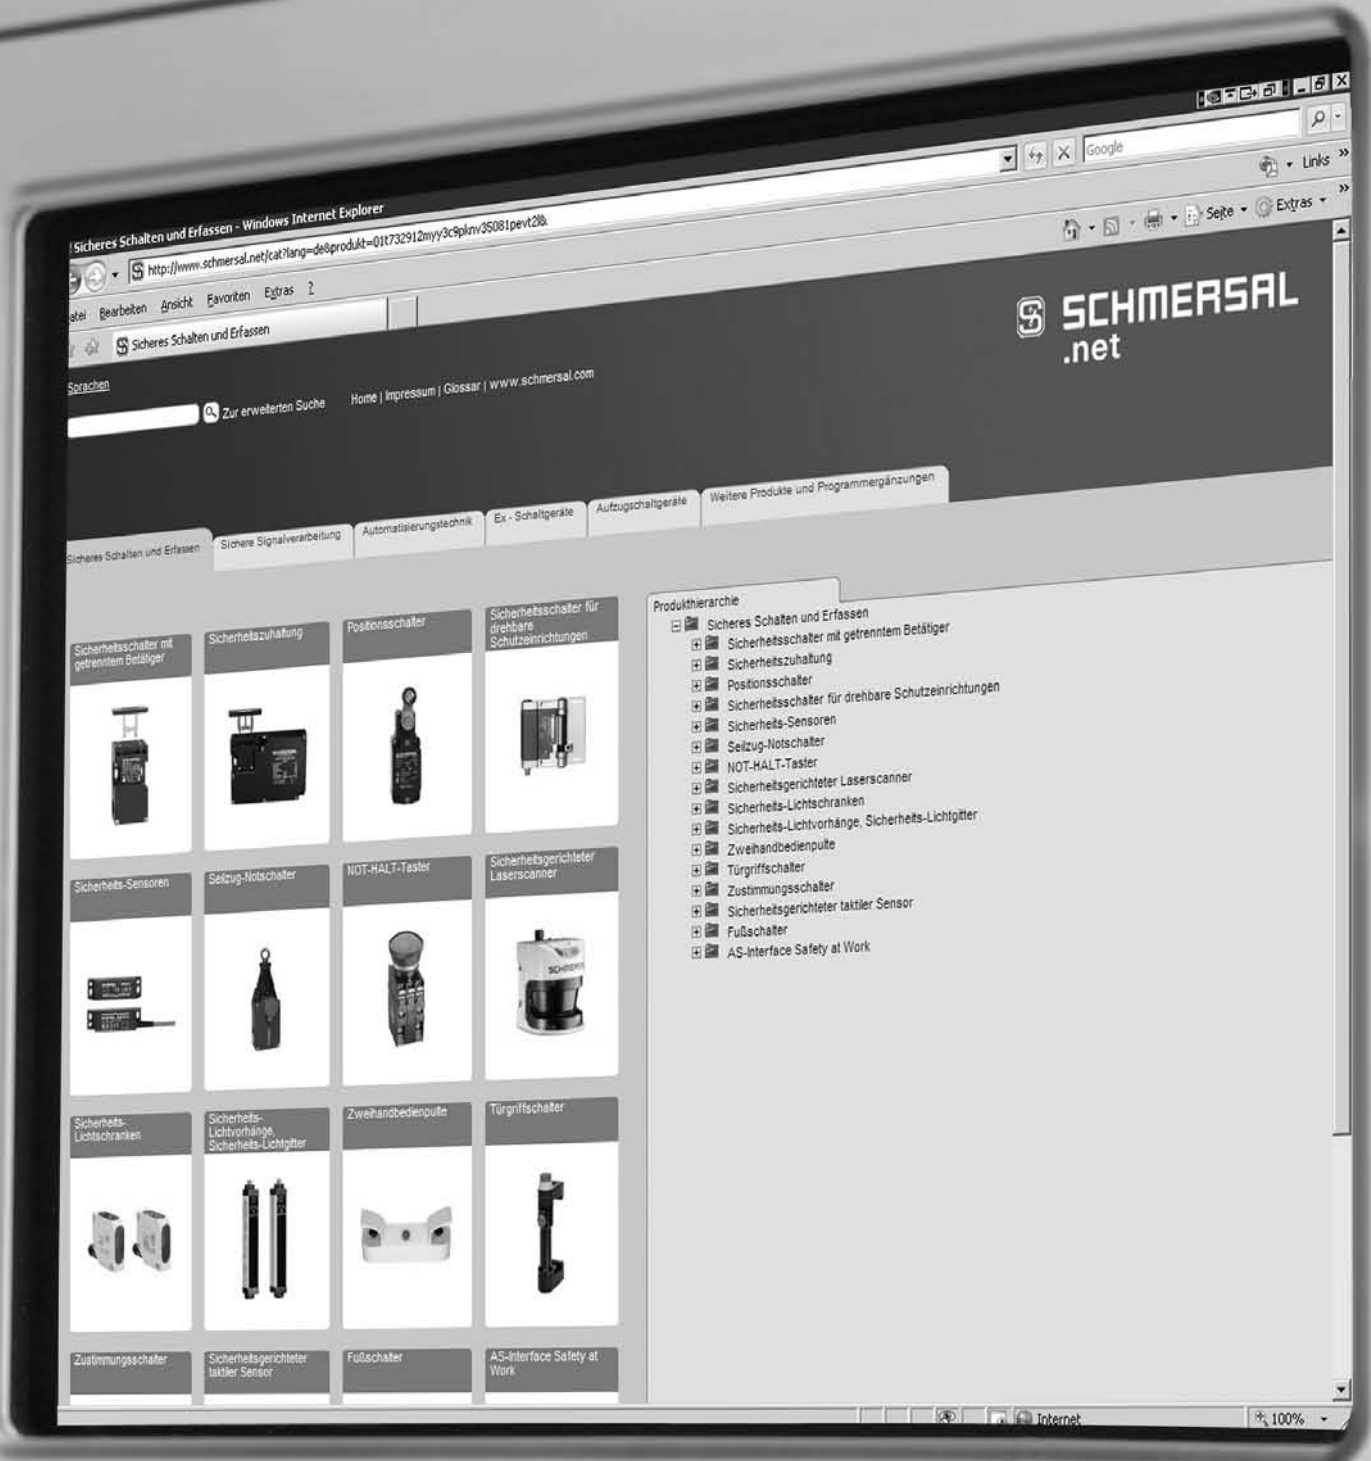 Sicheres Schalten und Erfassen - Windows Internet Explorer
http://www.schmersal.net/cat?lang=de&produkt=01t732912myy3c9pknv35081pevt2l&
Google
Bearbeiten Ansicht Favoriten Extras ?
Links
Sicheres Schalten und Erfassen
Seite Extras
SCHMERSAL
.net
Sprachen
Zur erweiterten Suche
Home | Impressum | Glossar | www.schmersal.com
Sicheres Schalten und Erfassen
Sichere Signalverarbeitung
Automatisierungstechnik
Ex - Schaltgeräte
Aufzugschaltgeräte
Weitere Produkte und Programmergänzungen
Sicherheitsschalter mit
getrenntem Betätiger
Sicherheitszuhaltung
Positionsschalter
Sicherheitsschalter für
drehbare
Schutzeinrichtungen
Sicherheits-Sensoren
Seilzug-Notschalter
NOT-HALT-Taster
Sicherheitsgerichteter
Laserscanner
SCHMERSAL
Sicherheits-
Lichtschranken
Sicherheits-
Lichtvorhänge,
Sicherheits-Lichtgitter
Zweihandbedienpulte
Türgriffschalter
Zustimmungsschalter
Sicherheitsgerichteter
taktiler Sensor
Fußschalter
AS-Interface Safety at
Work
Produkthierarchie
Sicheres Schalten und Erfassen
Sicherheitsschalter mit getrenntem Betätiger
Sicherheitszuhaltung
Positionsschalter
Sicherheitsschalter für drehbare Schutzeinrichtungen
Sicherheits-Sensoren
Seilzug-Notschalter
NOT-HALT-Taster
Sicherheitsgerichteter Laserscanner
Sicherheits-Lichtschranken
Sicherheits-Lichtvorhänge, Sicherheits-Lichtgitter
Zweihandbedienpulte
Türgriffschalter
Zustimmungsschalter
Sicherheitsgerichteter taktiler Sensor
Fußschalter
AS-Interface Safety at Work
Internet
100%